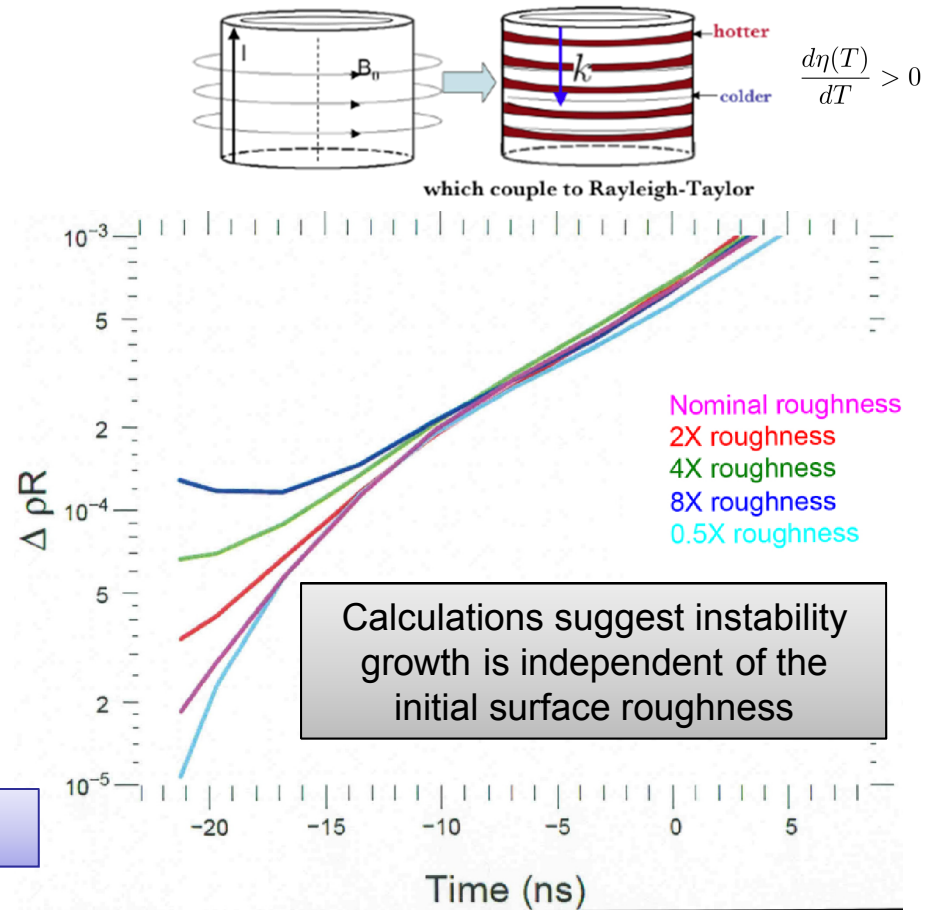 I
B₀
k
hotter
colder
dη(T)/dT > 0
which couple to Rayleigh-Taylor
10⁻³
5
2
10⁻⁴
5
2
10⁻⁵
Δ ρR
Nominal roughness
2X roughness
4X roughness
8X roughness
0.5X roughness
Calculations suggest instability
growth is independent of the
initial surface roughness
−20 −15 −10 −5 0 5
Time (ns)